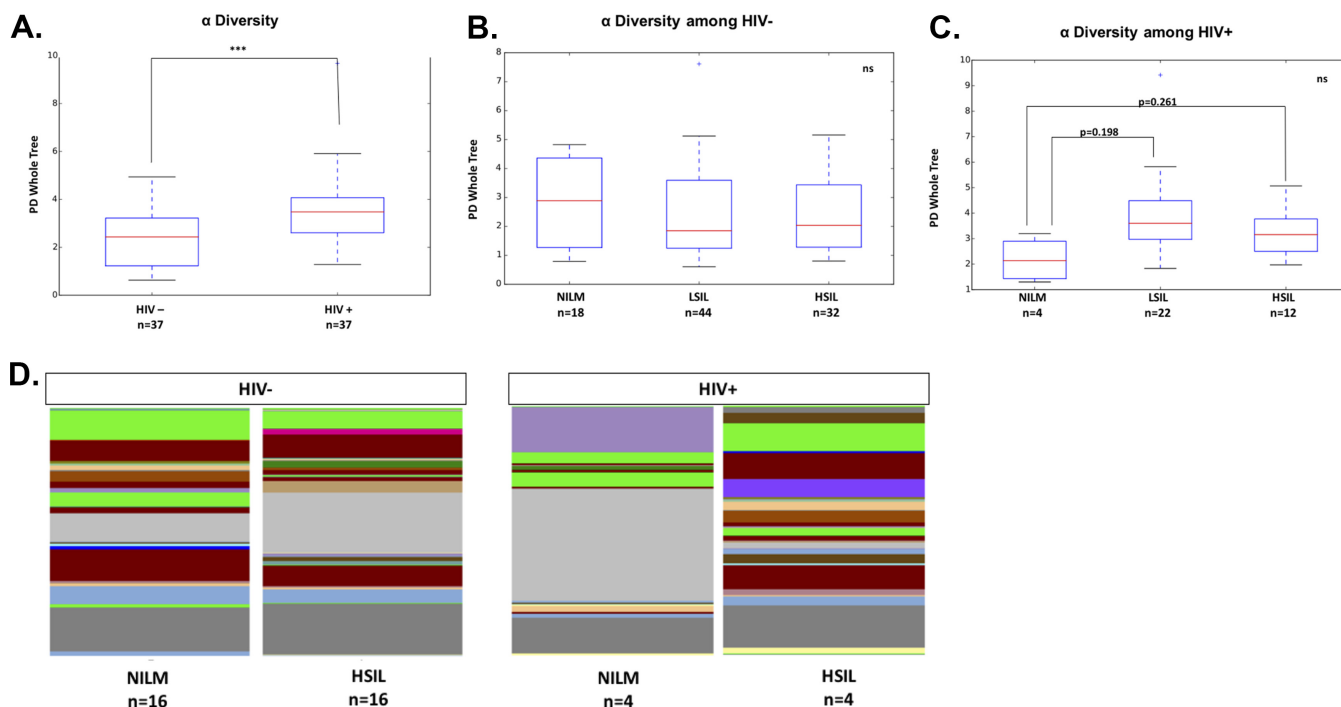 A.
α Diversity
***
10
8
6
4
2
0
PD Whole Tree
HIV – HIV +
n=37 n=37
B.
α Diversity among HIV-
ns
8
7
6
5
4
3
2
1
0
PD Whole Tree
NILM LSIL HSIL
n=18 n=44 n=32
C.
α Diversity among HIV+
ns
p=0.261
p=0.198
10
9
8
7
6
5
4
3
2
1
PD Whole Tree
NILM LSIL HSIL
n=4 n=22 n=12
D.
HIV- HIV+
NILM HSIL NILM HSIL
n=16 n=16 n=4 n=4